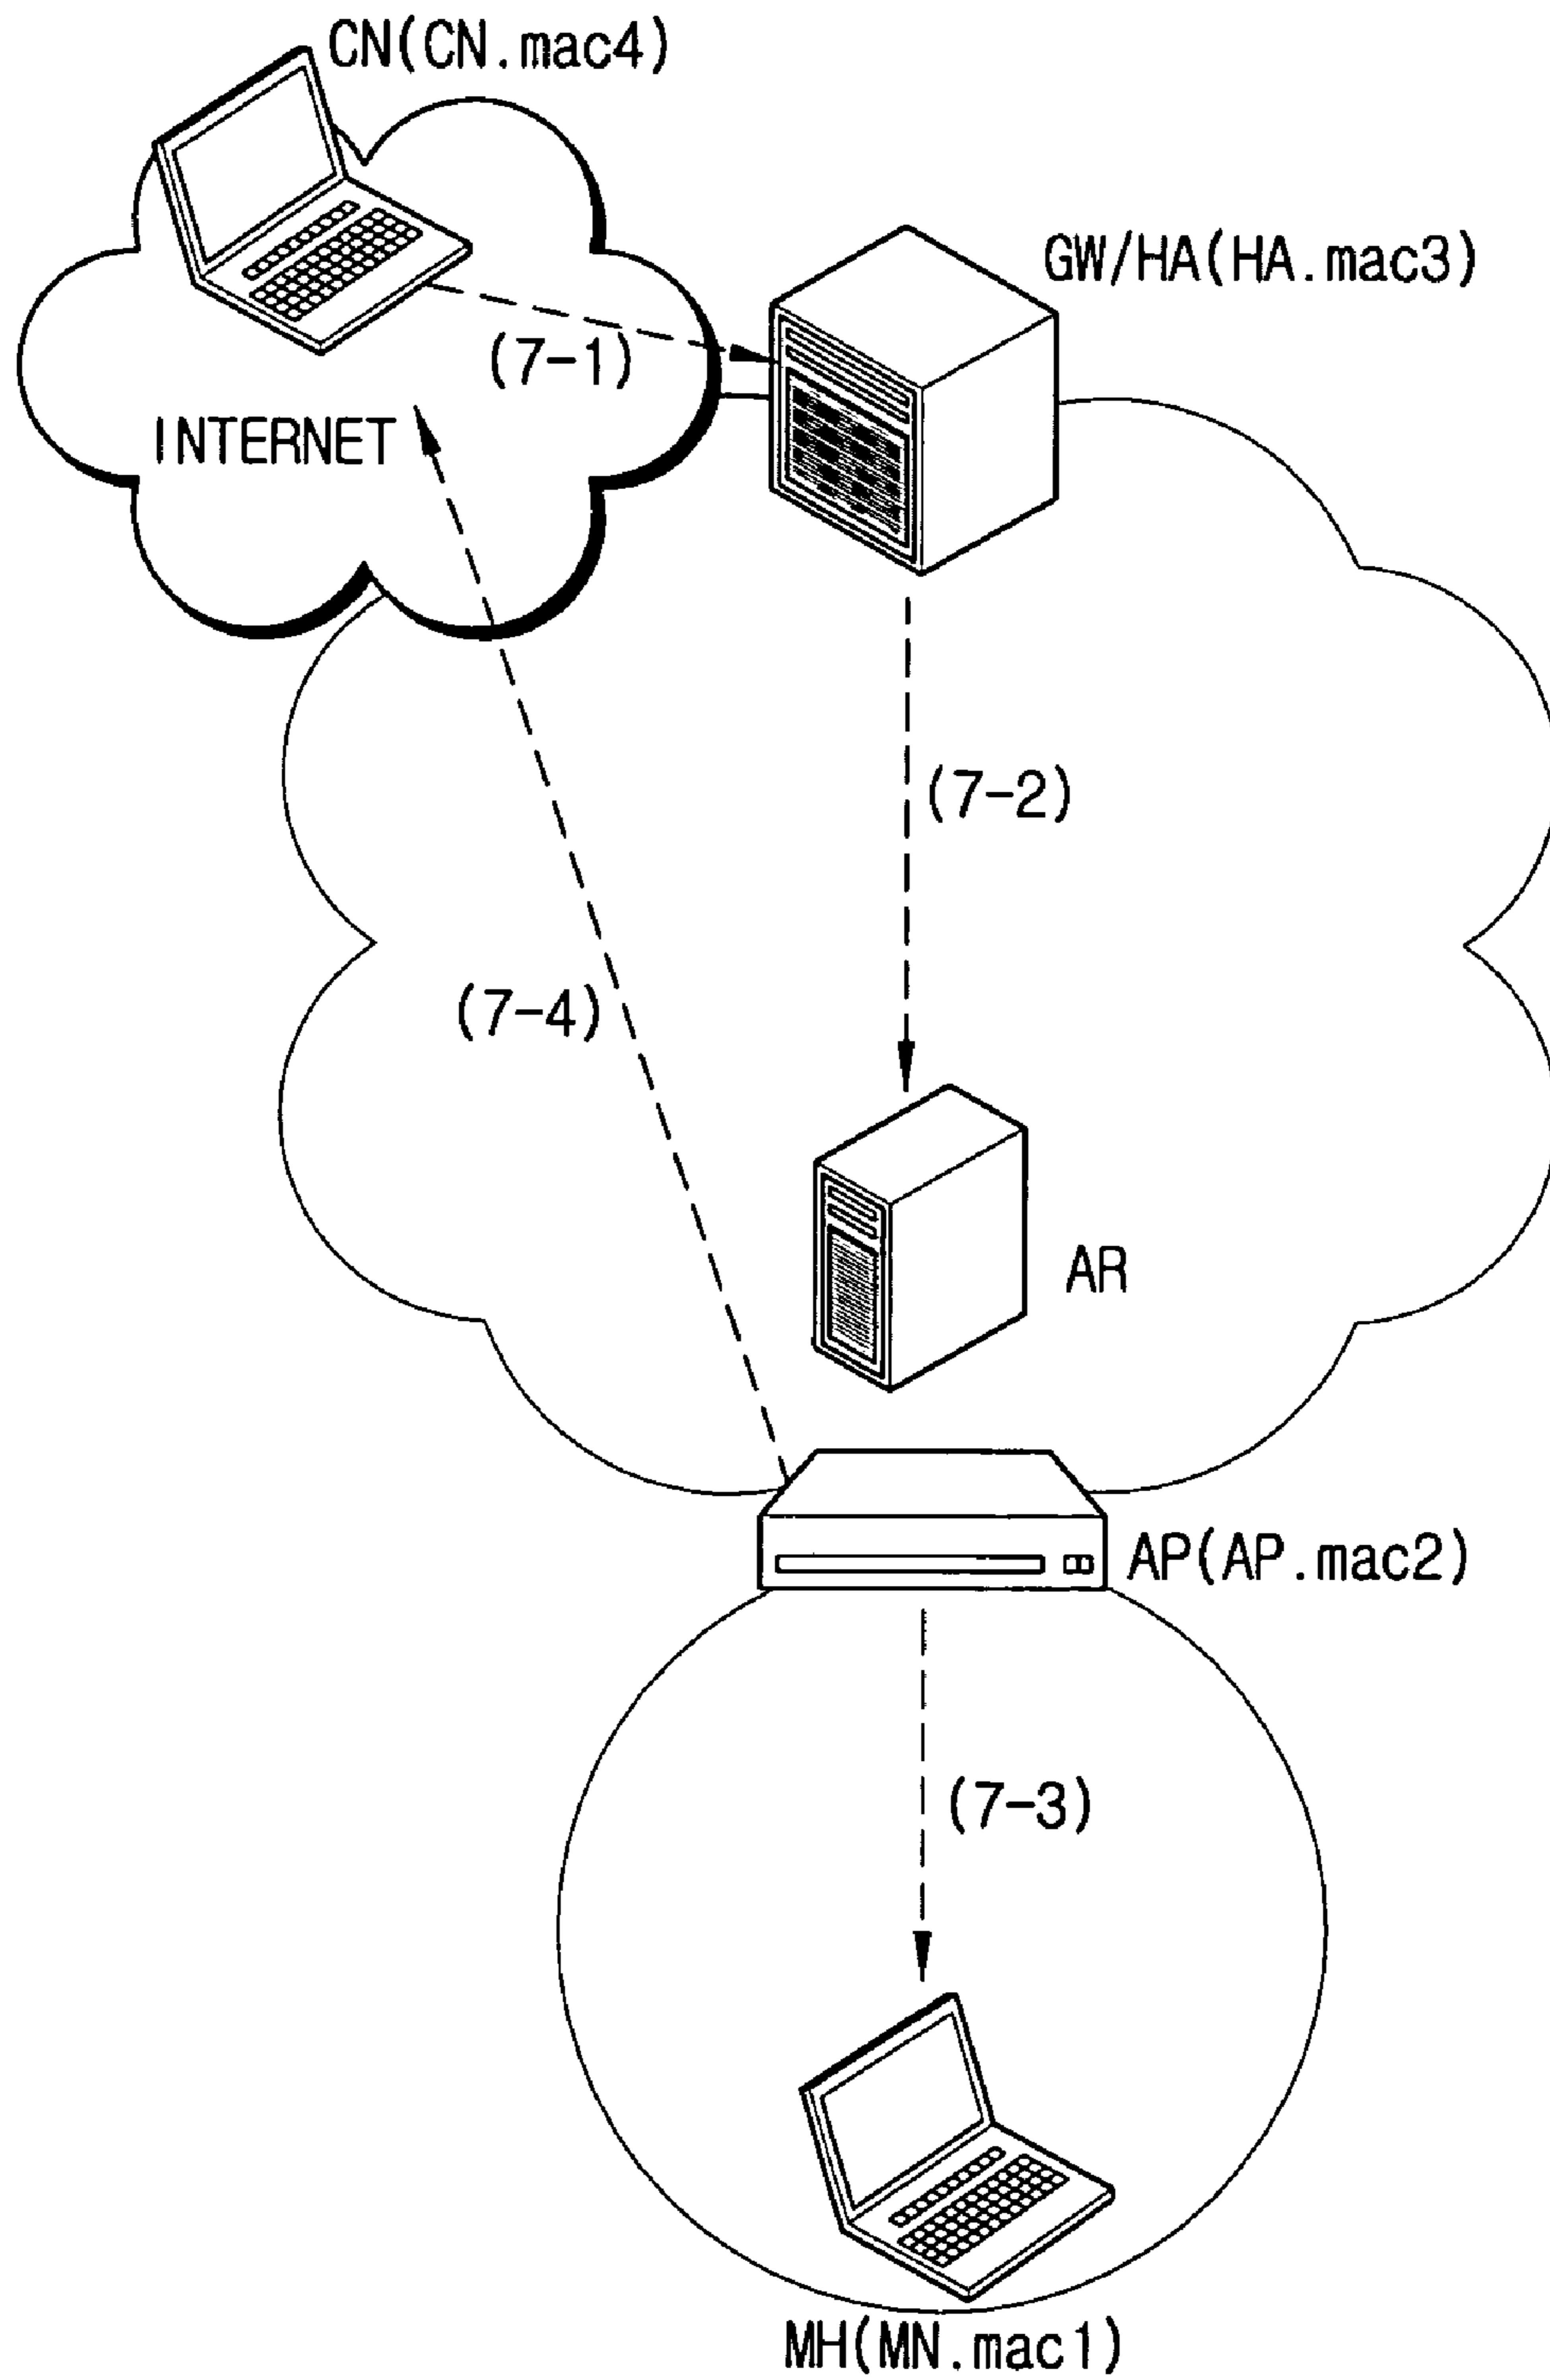 CN(CN.mac4)
GW/HA(HA.mac3)
(7-1)
INTERNET
(7-2)
(7-4)
AR
AP(AP.mac2)
(7-3)
MH(MN.mac1)